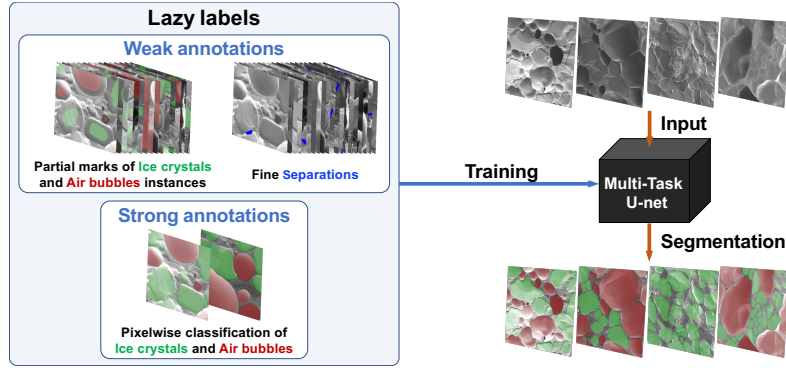 Lazy labels
Weak annotations
Partial marks of Ice crystals
and Air bubbles instances
Fine Separations
Strong annotations
Pixelwise classification of
Ice crystals and Air bubbles
Training
Input
Multi-Task
U-net
Segmentation